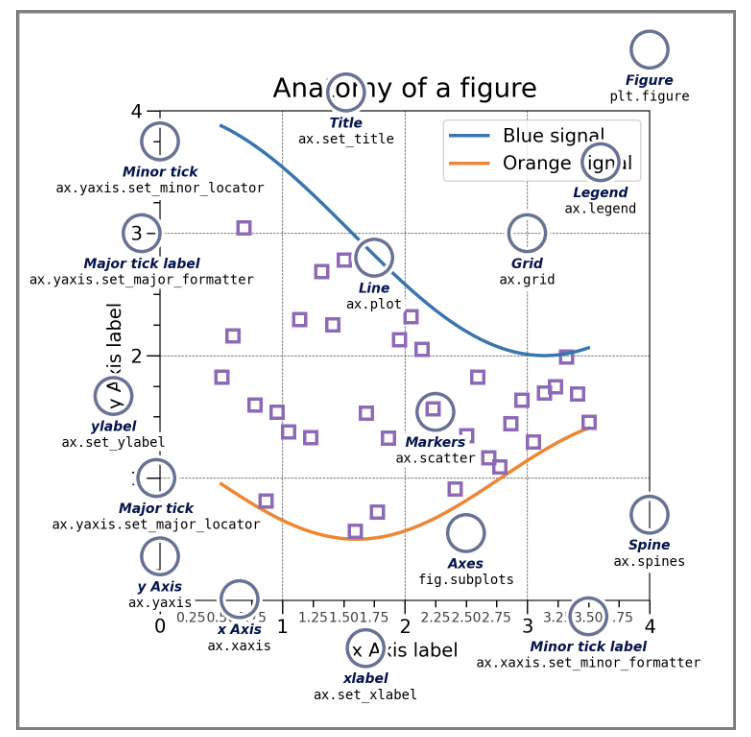 Figure
plt.figure
Anatomy of a figure
Title
ax.set_title
4
Blue signal
Orange signal
Minor tick
ax.yaxis.set_minor_locator
Legend
ax.legend
3
Major tick label
ax.yaxis.set_major_formatter
Grid
ax.grid
Line
ax.plot
y Axis label
2
ylabel
ax.set_ylabel
Markers
ax.scatter
Major tick
ax.yaxis.set_major_locator
Spine
ax.spines
Axes
fig.subplots
y Axis
ax.yaxis
0.25 0.5 1.25 1.50 1.75 2.25 2.50 2.75 3.50
0 1 2 3 4
x Axis
ax.xaxis
Minor tick label
ax.xaxis.set_minor_formatter
x Axis label
xlabel
ax.set_xlabel